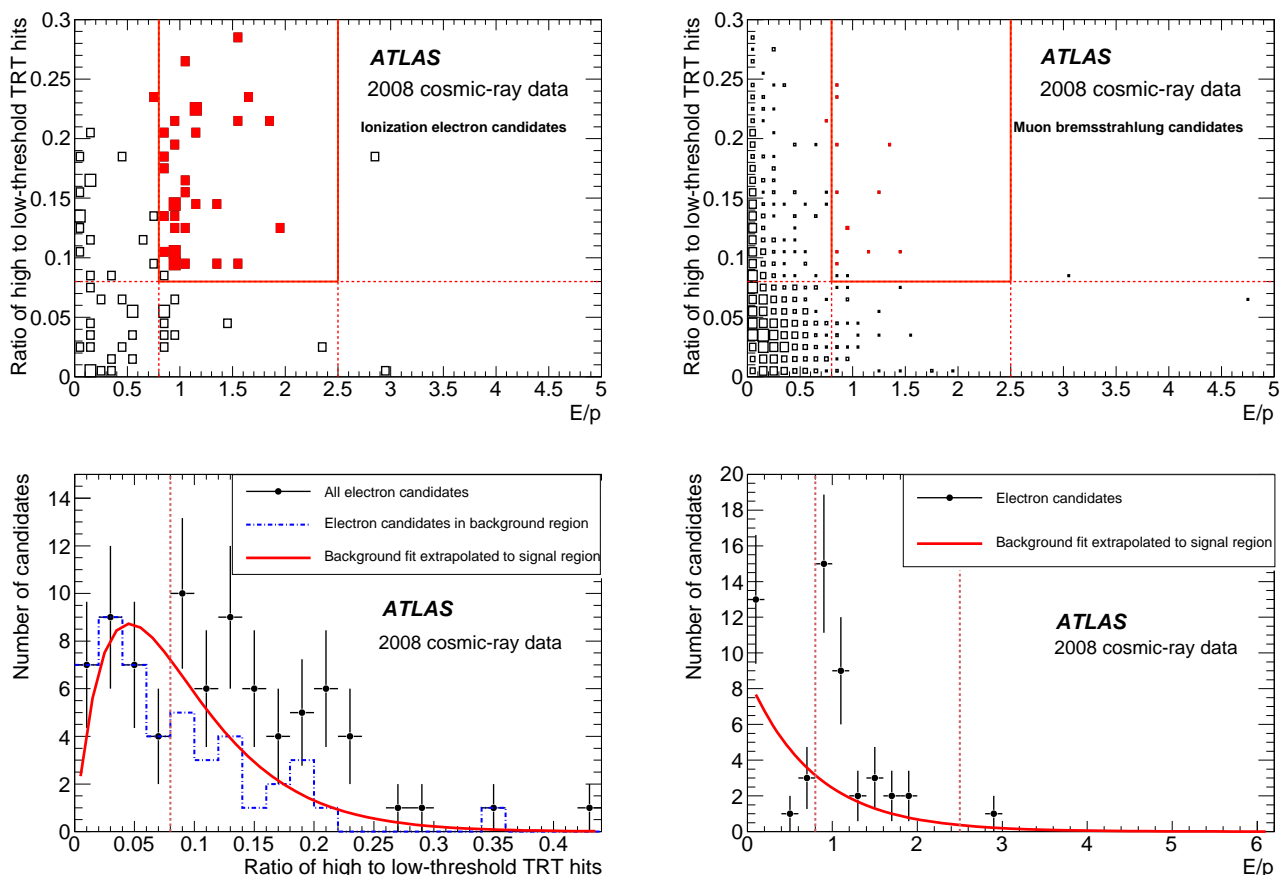 Ratio of high to low-threshold TRT hits
0.3
0.25
0.2
0.15
0.1
0.05
0
ATLAS
2008 cosmic-ray data
Ionization electron candidates
0 0.5 1 1.5 2 2.5 3 3.5 4 4.5 5
E/p
Ratio of high to low-threshold TRT hits
0.3
0.25
0.2
0.15
0.1
0.05
0
ATLAS
2008 cosmic-ray data
Muon bremsstrahlung candidates
0 0.5 1 1.5 2 2.5 3 3.5 4 4.5 5
E/p
Number of candidates
14
12
10
8
6
4
2
0
All electron candidates
Electron candidates in background region
Background fit extrapolated to signal region
ATLAS
2008 cosmic-ray data
0 0.05 0.1 0.15 0.2 0.25 0.3 0.35 0.4
Ratio of high to low-threshold TRT hits
Number of candidates
20
18
16
14
12
10
8
6
4
2
0
Electron candidates
Background fit extrapolated to signal region
ATLAS
2008 cosmic-ray data
0 1 2 3 4 5 6
E/p